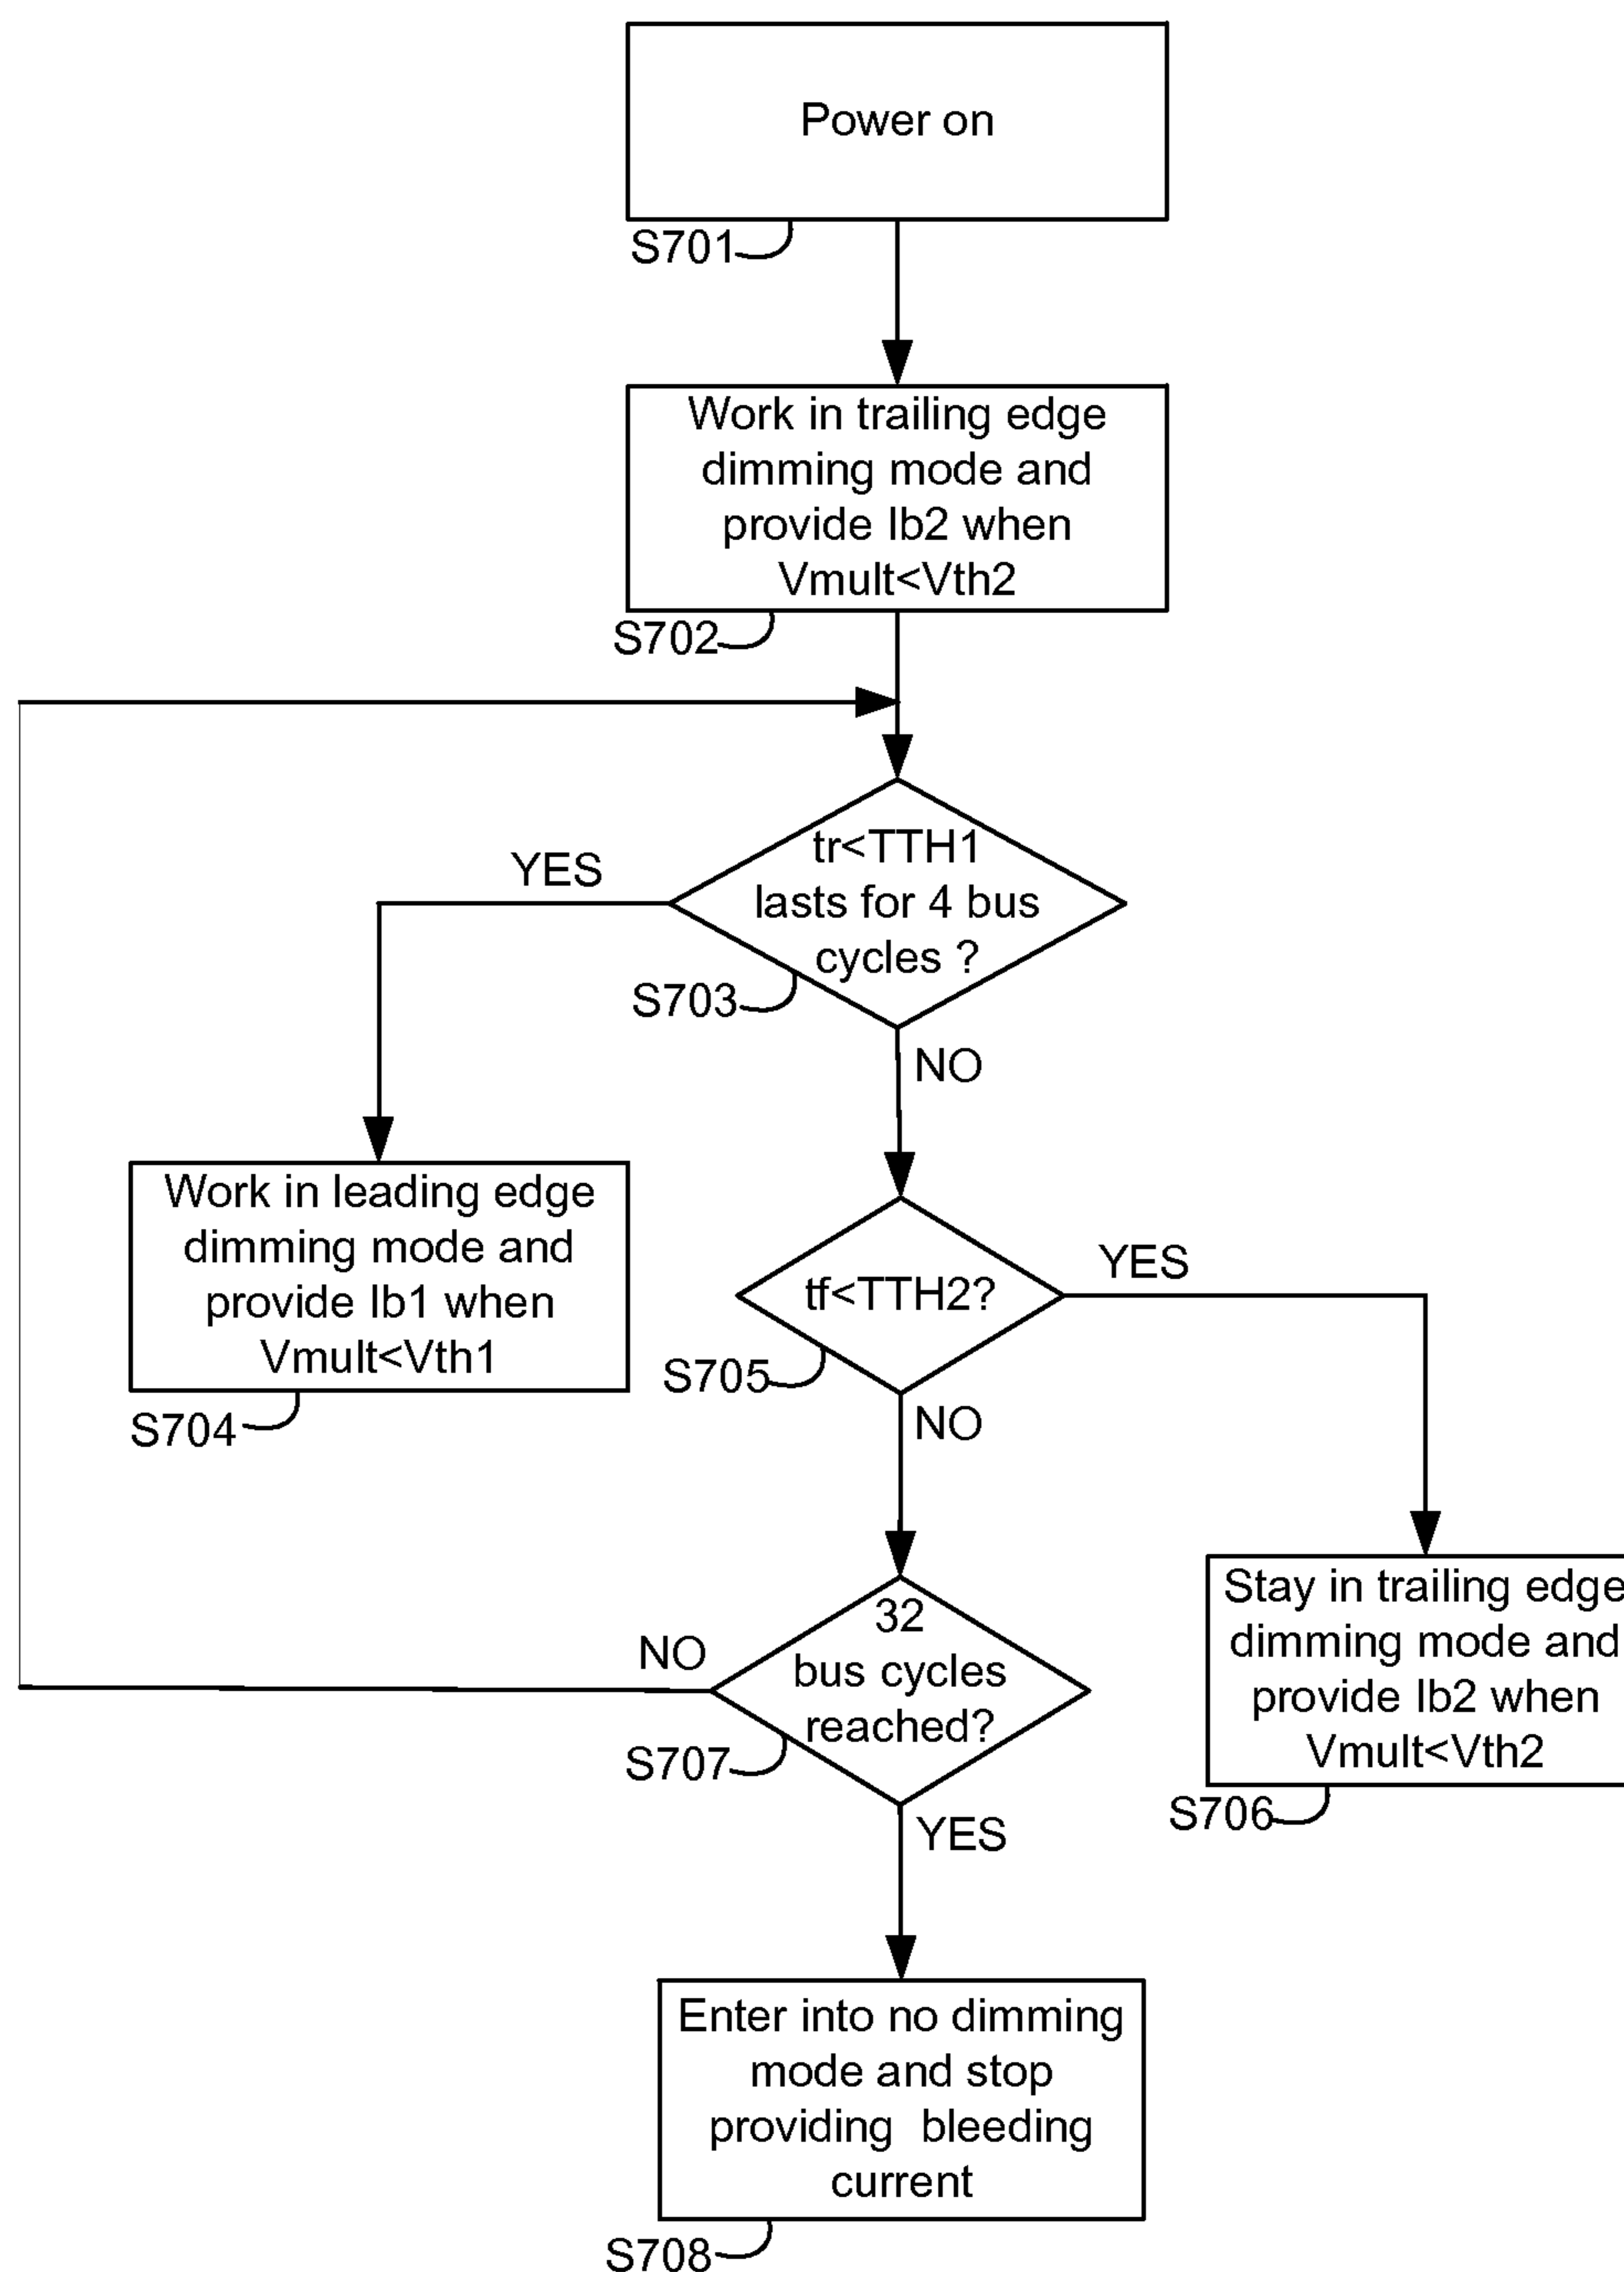 Power on
S701
Work in trailing edge
dimming mode and
provide Ib2 when
Vmult<Vth2
S702
tr<TTH1
lasts for 4 bus
cycles ?
YES
S703
NO
Work in leading edge
dimming mode and
provide Ib1 when
Vmult<Vth1
S704
tf<TTH2?
YES
S705
NO
Stay in trailing edge
dimming mode and
provide Ib2 when
Vmult<Vth2
S706
32
bus cycles
reached?
NO
S707
YES
Enter into no dimming
mode and stop
providing bleeding
current
S708